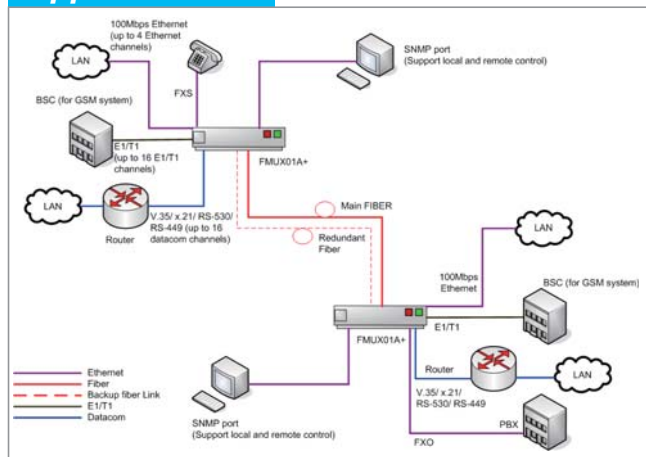 100Mbps Ethernet
(up to 4 Ethernet
channels)
LAN
FXS
SNMP port
(Support local and remote control)
BSC (for GSM system)
E1/T1
(up to 16 E1/T1
channels)
FMUX01A+
LAN
Router
V.35/ x.21/ RS-530/
RS-449 (up to 16
datacom channels)
Main FIBER
Redundant
Fiber
LAN
100Mbps
Ethernet
BSC (for GSM system)
E1/T1
FMUX01A+
Router
LAN
V.35/ x.21/
RS-530/ RS-449
PBX
FXO
SNMP port
(Support local and remote control)
Ethernet
Fiber
Backup fiber Link
E1/T1
Datacom